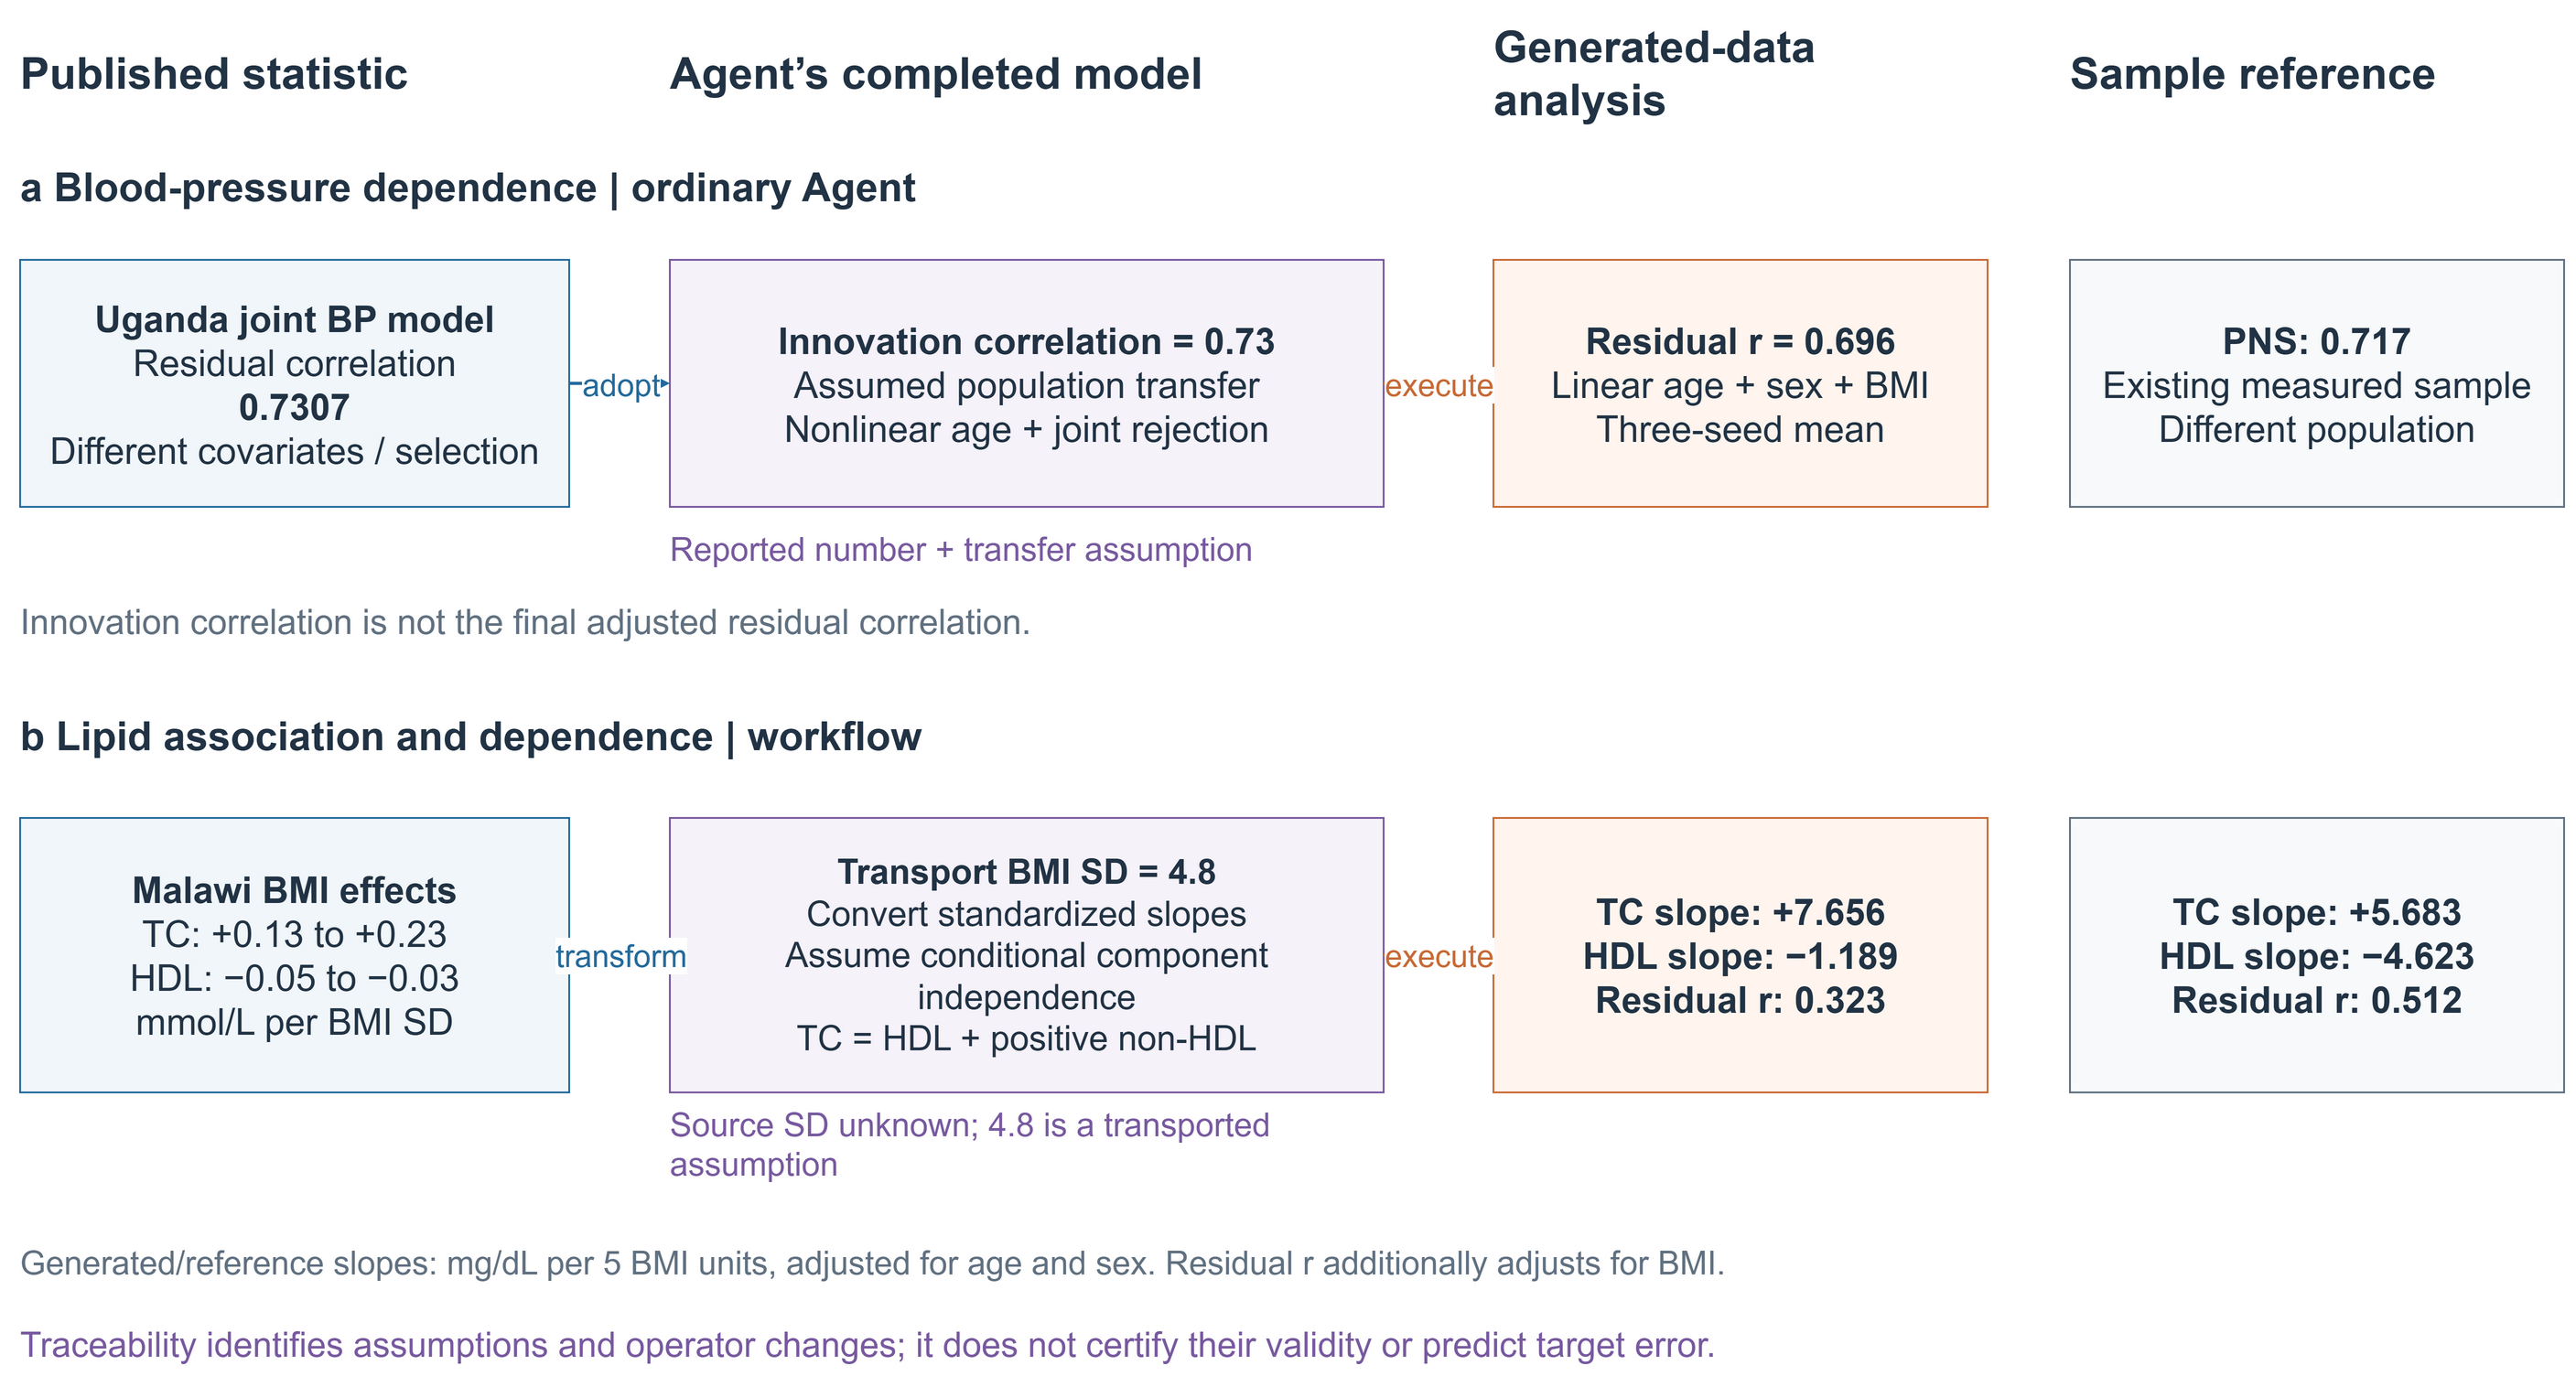 Published statistic
Agent’s completed model
Generated-data
analysis
Sample reference
a Blood-pressure dependence | ordinary Agent
Uganda joint BP model
Residual correlation
0.7307
Different covariates / selection
adopt
Innovation correlation = 0.73
Assumed population transfer
Nonlinear age + joint rejection
execute
Residual r = 0.696
Linear age + sex + BMI
Three-seed mean
PNS: 0.717
Existing measured sample
Different population
Reported number + transfer assumption
Innovation correlation is not the final adjusted residual correlation.
b Lipid association and dependence | workflow
Malawi BMI effects
TC: +0.13 to +0.23
HDL: −0.05 to −0.03
mmol/L per BMI SD
transform
Transport BMI SD = 4.8
Convert standardized slopes
Assume conditional component
independence
TC = HDL + positive non-HDL
execute
TC slope: +7.656
HDL slope: −1.189
Residual r: 0.323
TC slope: +5.683
HDL slope: −4.623
Residual r: 0.512
Source SD unknown; 4.8 is a transported
assumption
Generated/reference slopes: mg/dL per 5 BMI units, adjusted for age and sex. Residual r additionally adjusts for BMI.
Traceability identifies assumptions and operator changes; it does not certify their validity or predict target error.